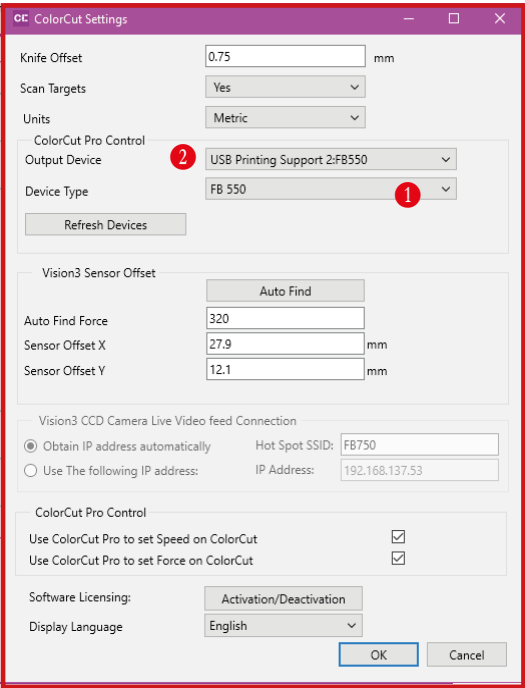 CC ColorCut Settings
Knife Offset 0.75 mm
Scan Targets Yes
Units Metric
ColorCut Pro Control
Output Device 2 USB Printing Support 2:FB550
Device Type FB 550 1
Refresh Devices
Vision3 Sensor Offset
Auto Find
Auto Find Force 320
Sensor Offset X 27.9 mm
Sensor Offset Y 12.1 mm
Vision3 CCD Camera Live Video feed Connection
Obtain IP address automatically Hot Spot SSID: FB750
Use The following IP address: IP Address: 192.168.137.53
ColorCut Pro Control
Use ColorCut Pro to set Speed on ColorCut
Use ColorCut Pro to set Force on ColorCut
Software Licensing: Activation/Deactivation
Display Language English
OK Cancel